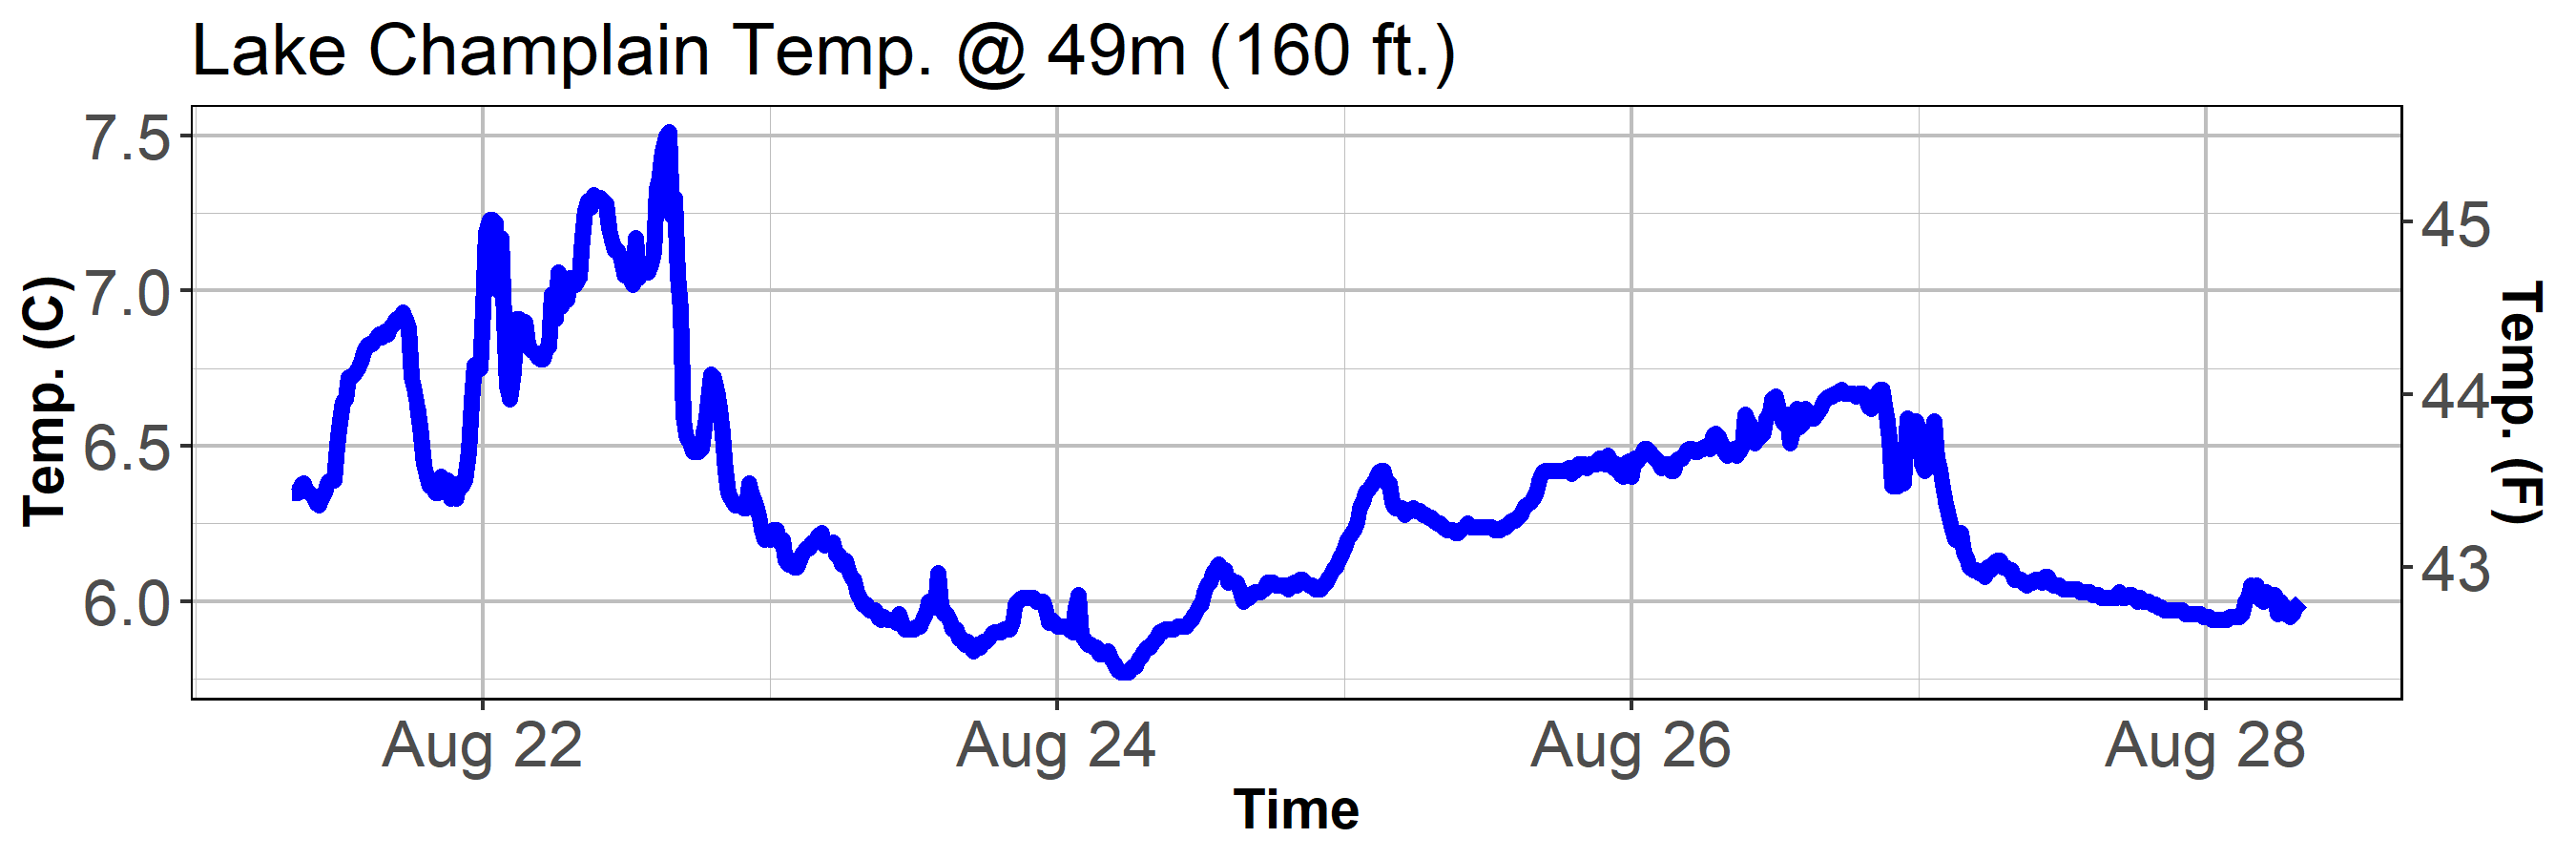 Lake Champlain Temp. @ 49m (160 ft.)
7.5
7.0
6.5
6.0
Temp. (C)
45
44
43
Temp. (F)
Aug 22 Aug 24 Aug 26 Aug 28
Time